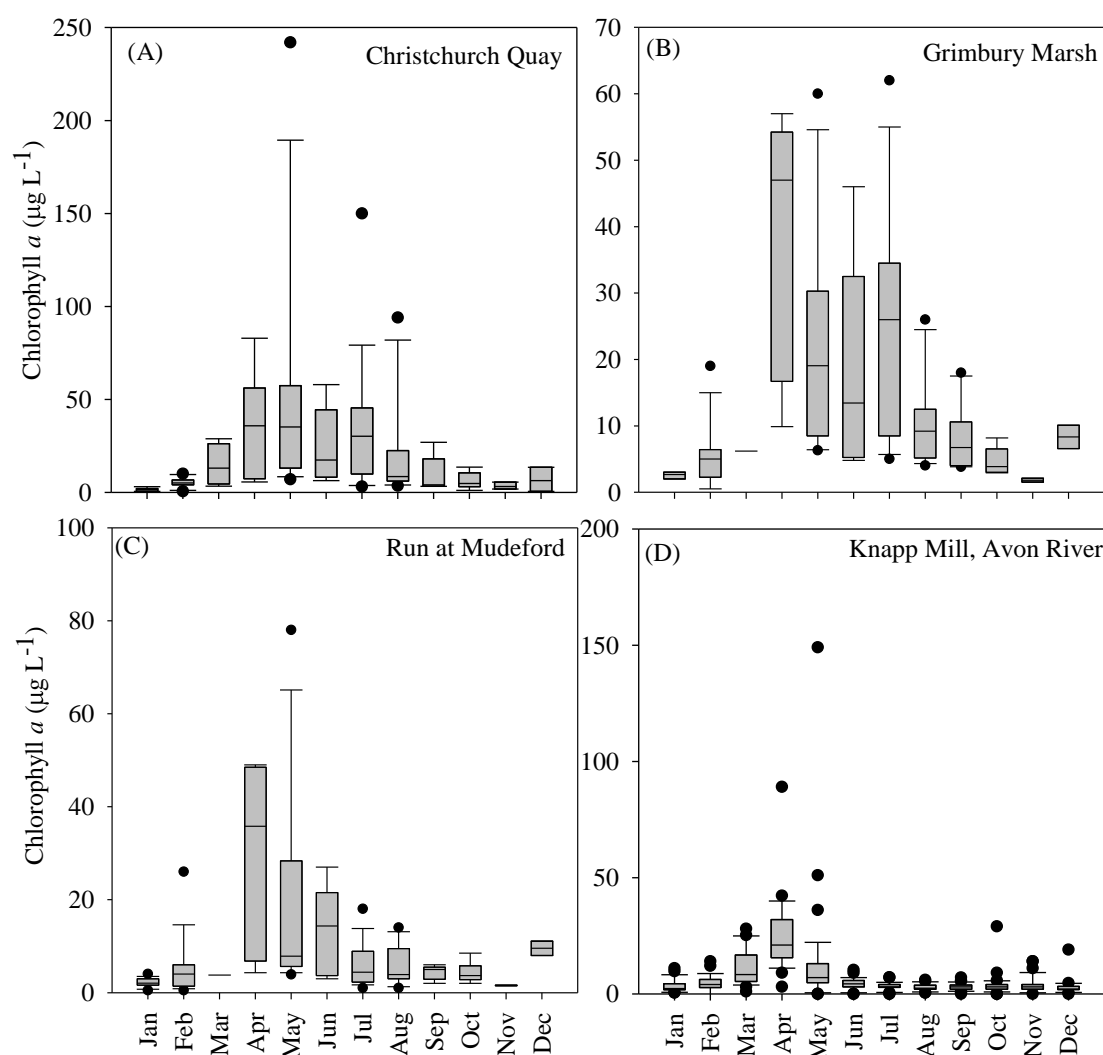 (A)
Christchurch Quay
Chlorophyll a (µg L-1)
250
200
150
100
50
0
(B)
Grimbury Marsh
70
60
50
40
30
20
10
0
(C)
Run at Mudeford
Chlorophyll a (µg L-1)
100
80
60
40
20
0
Jan Feb Mar Apr May Jun Jul Aug Sep Oct Nov Dec
(D)
Knapp Mill, Avon River
200
150
100
50
0
Jan Feb Mar Apr May Jun Jul Aug Sep Oct Nov Dec